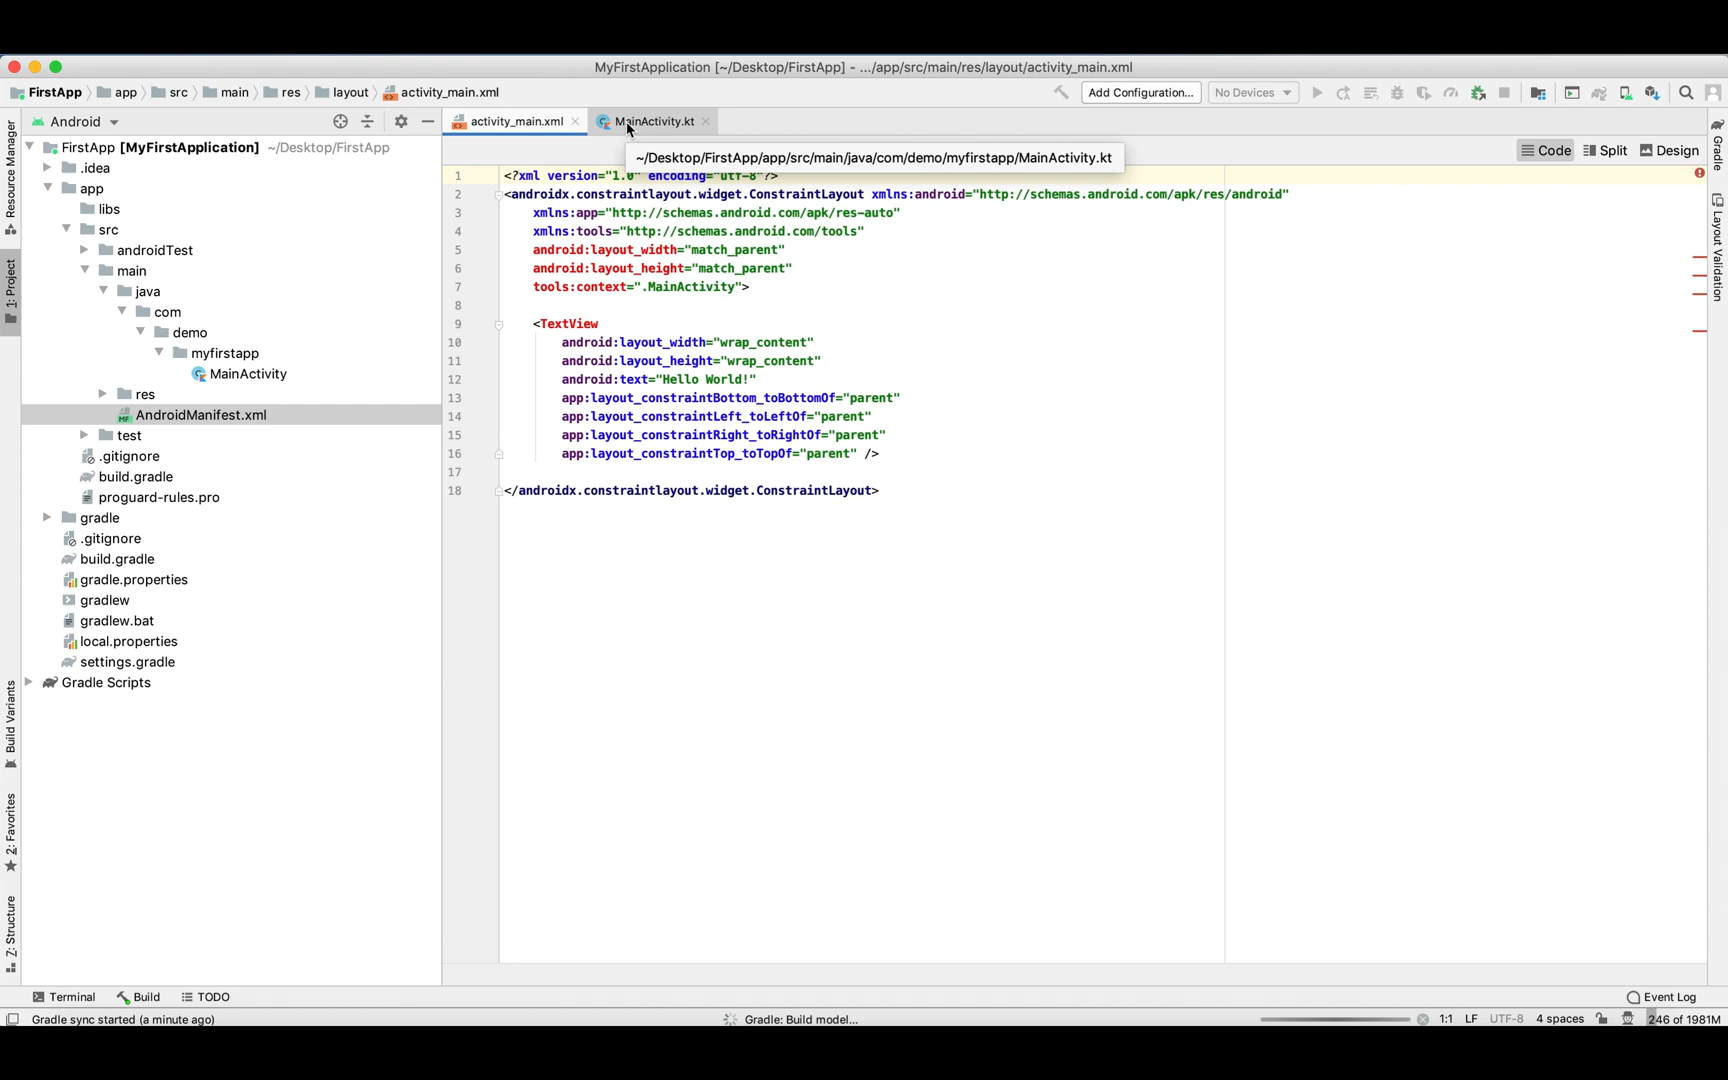 MyFirstApplication [~/Desktop/FirstApp] - .../app/src/main/res/layout/activity_main.xml
FirstApp app src main res layout activity_main.xml
Add Configuration... No Devices
Android
activity_main.xml MainActivity.kt
~/Desktop/FirstApp/app/src/main/java/com/demo/myfirstapp/MainActivity.kt
Code Split Design
Resource Manager
1: Project
Build Variants
2: Favorites
Z: Structure
FirstApp [MyFirstApplication] ~/Desktop/FirstApp
.idea
app
libs
src
androidTest
main
java
com
demo
myfirstapp
MainActivity
res
MF AndroidManifest.xml
test
.gitignore
build.gradle
proguard-rules.pro
gradle
.gitignore
build.gradle
gradle.properties
gradlew
gradlew.bat
local.properties
settings.gradle
Gradle Scripts
1 <?xml version="1.0" encoding="utf-8"?>
2 <androidx.constraintlayout.widget.ConstraintLayout xmlns:android="http://schemas.android.com/apk/res/android"
3 xmlns:app="http://schemas.android.com/apk/res-auto"
4 xmlns:tools="http://schemas.android.com/tools"
5 android:layout_width="match_parent"
6 android:layout_height="match_parent"
7 tools:context=".MainActivity">
8
9 <TextView
10 android:layout_width="wrap_content"
11 android:layout_height="wrap_content"
12 android:text="Hello World!"
13 app:layout_constraintBottom_toBottomOf="parent"
14 app:layout_constraintLeft_toLeftOf="parent"
15 app:layout_constraintRight_toRightOf="parent"
16 app:layout_constraintTop_toTopOf="parent" />
17
18 </androidx.constraintlayout.widget.ConstraintLayout>
Gradle
Layout Validation
Terminal Build TODO Event Log
Gradle sync started (a minute ago) Gradle: Build model... 1:1 LF UTF-8 4 spaces 246 of 1981M